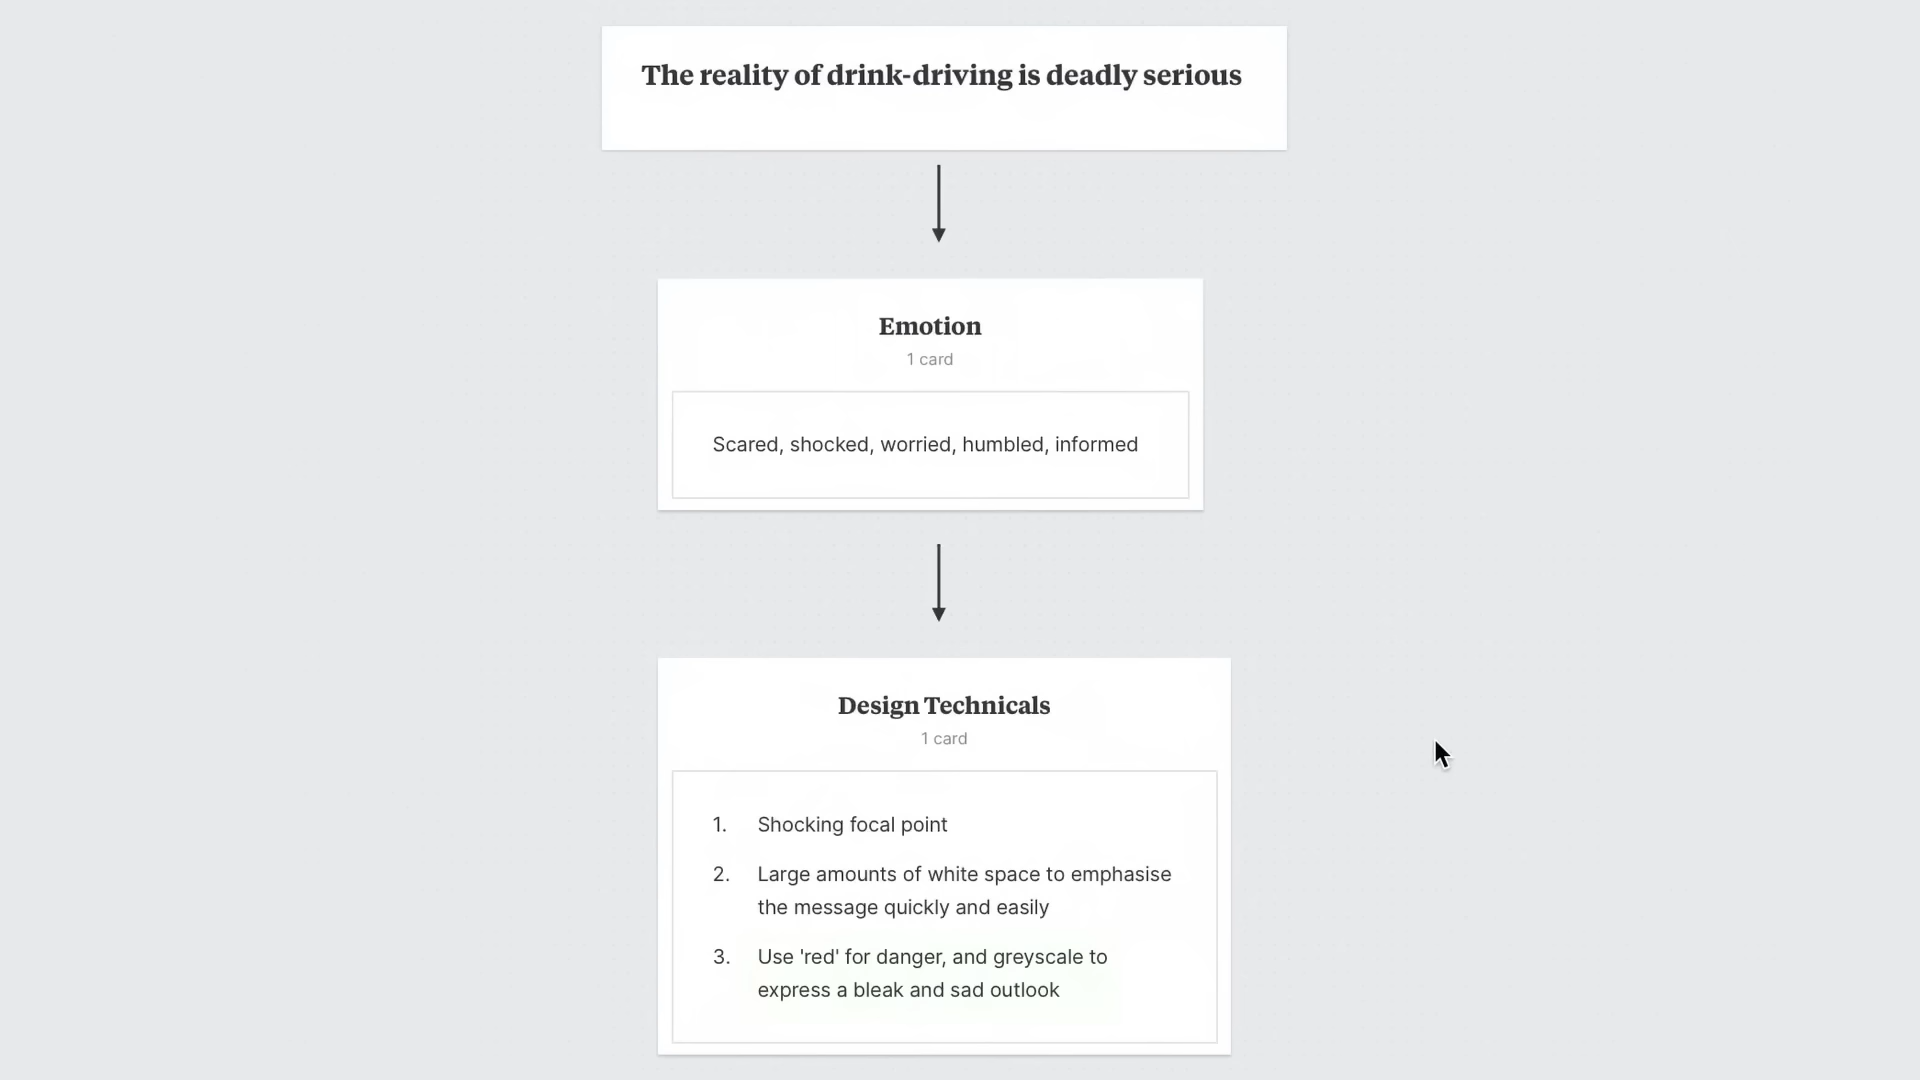 The reality of drink-driving is deadly serious
Emotion
1 card
Scared, shocked, worried, humbled, informed
Design Technicals
1 card
1. Shocking focal point
2. Large amounts of white space to emphasise
the message quickly and easily
3. Use 'red' for danger, and greyscale to
express a bleak and sad outlook